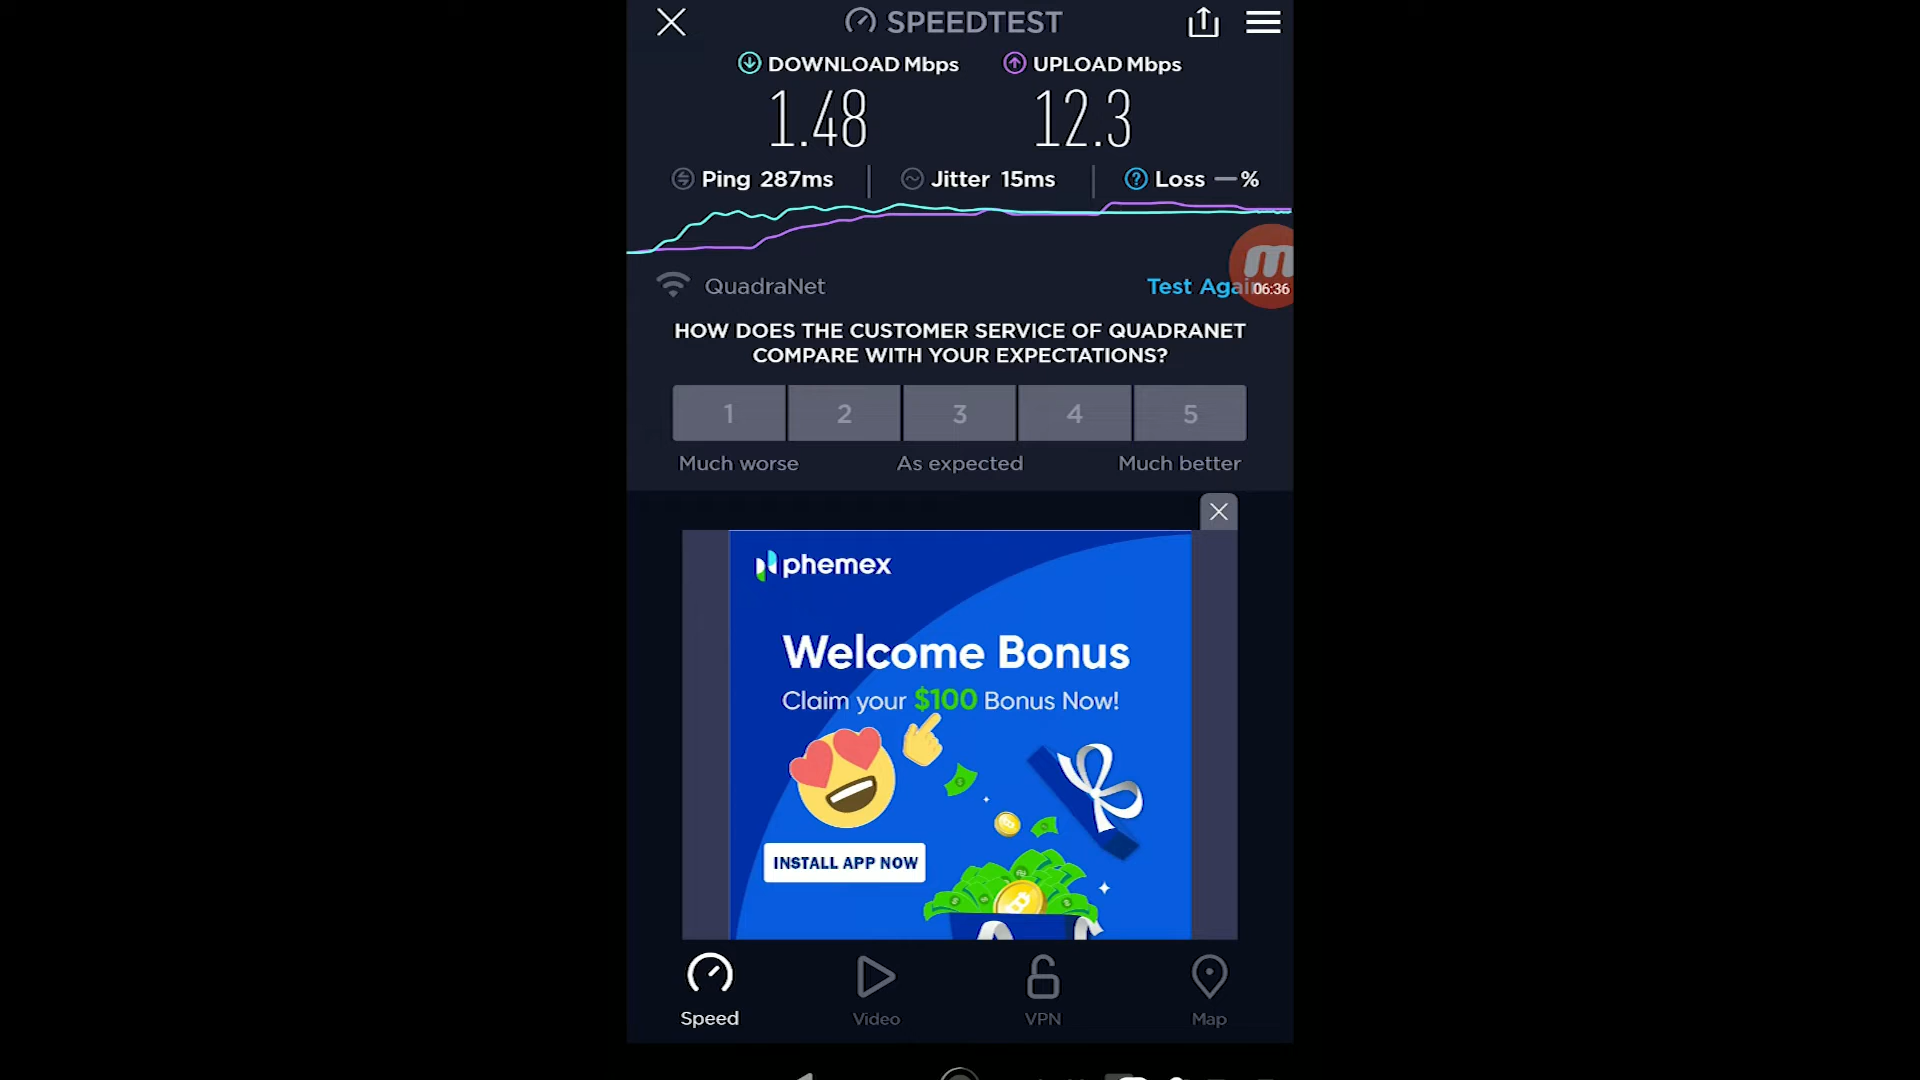 SPEEDTEST
DOWNLOAD Mbps
UPLOAD Mbps
1.48
12.3
Ping 287ms
Jitter 15ms
Loss —%
QuadraNet
Test Agai
06:36
HOW DOES THE CUSTOMER SERVICE OF QUADRANET
COMPARE WITH YOUR EXPECTATIONS?
1 2 3 4 5
Much worse
As expected
Much better
phemex
Welcome Bonus
Claim your $100 Bonus Now!
INSTALL APP NOW
Speed
Video
VPN
Map